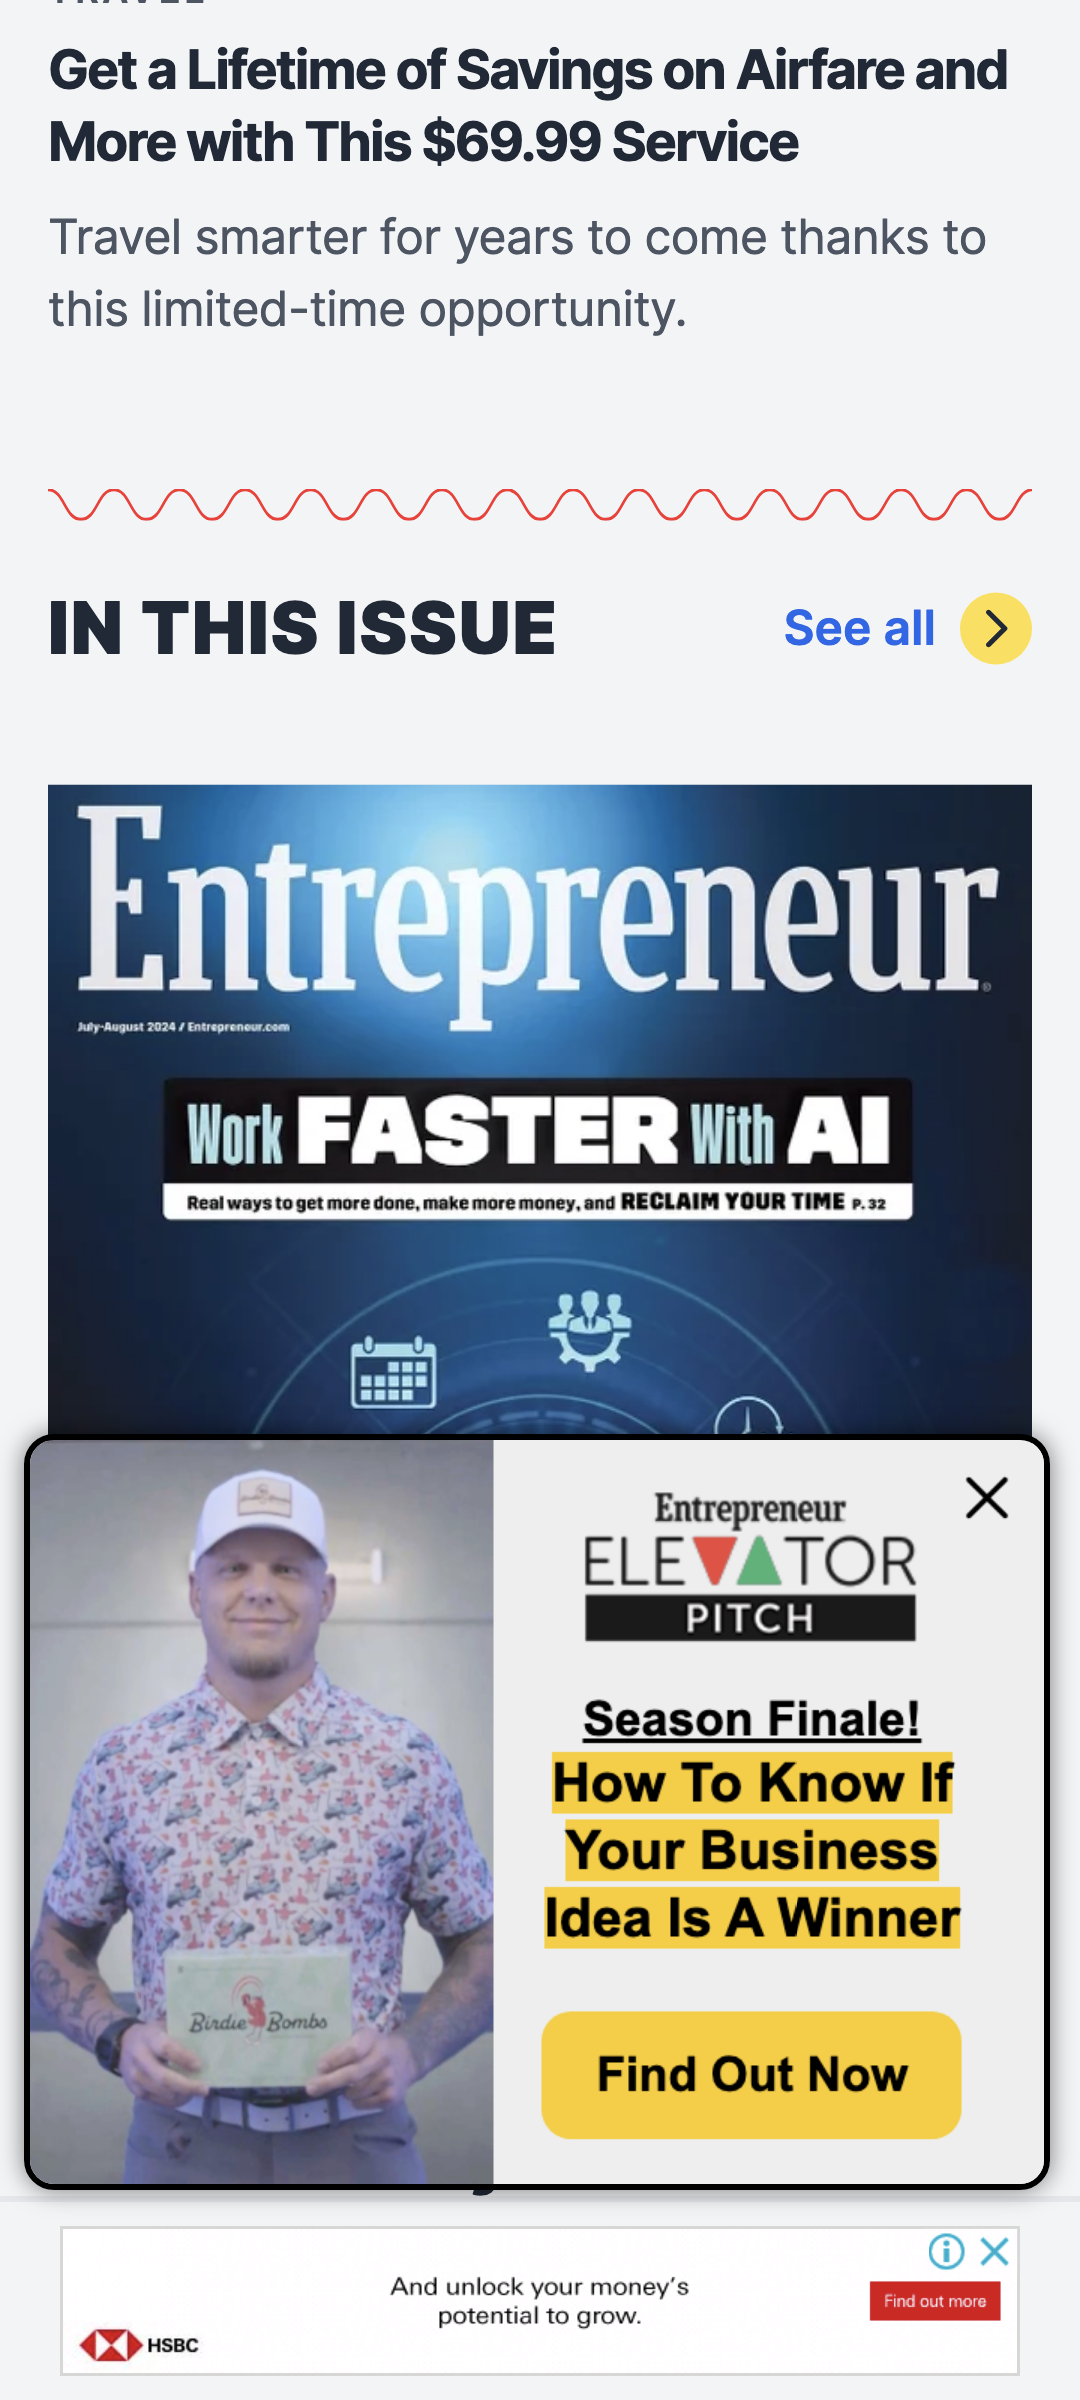 Get a Lifetime of Savings on Airfare and
More with This $69.99 Service
Travel smarter for years to come thanks to
this limited-time opportunity.
IN THIS ISSUE
See all
Entrepreneur
July-August 2024 / Entrepreneur.com
Work FASTER With AI
Real ways to get more done, make more money, and RECLAIM YOUR TIME P. 32
Entrepreneur
ELEVATOR
PITCH
Season Finale!
How To Know If
Your Business
Idea Is A Winner
Birdie Bombs
Find Out Now
And unlock your money's
potential to grow.
Find out more
HSBC